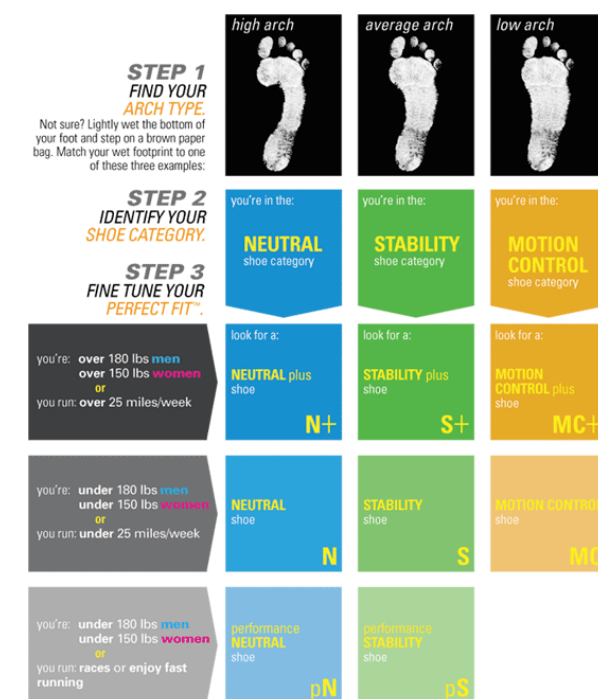 high arch
average arch
low arch
STEP 1
FIND YOUR
ARCH TYPE.
Not sure? Lightly wet the bottom of
your foot and step on a brown paper
bag. Match your wet footprint to one
of these three examples:
STEP 2
IDENTIFY YOUR
SHOE CATEGORY.
you're in the:
NEUTRAL
shoe category
you're in the:
STABILITY
shoe category
you're in the:
MOTION
CONTROL
shoe category
STEP 3
FINE TUNE YOUR
PERFECT FIT™.
you're: over 180 lbs men
over 150 lbs women
or
you run: over 25 miles/week
look for a:
NEUTRAL plus
shoe
N+
look for a:
STABILITY plus
shoe
S+
look for a:
MOTION
CONTROL plus
shoe
MC+
you're: under 180 lbs men
under 150 lbs women
or
you run: under 25 miles/week
NEUTRAL
shoe
N
STABILITY
shoe
S
MOTION CONTROL
shoe
MC
you're: under 180 lbs men
under 150 lbs women
or
you run: races or enjoy fast
running
performance
NEUTRAL
shoe
pN
performance
STABILITY
shoe
pS